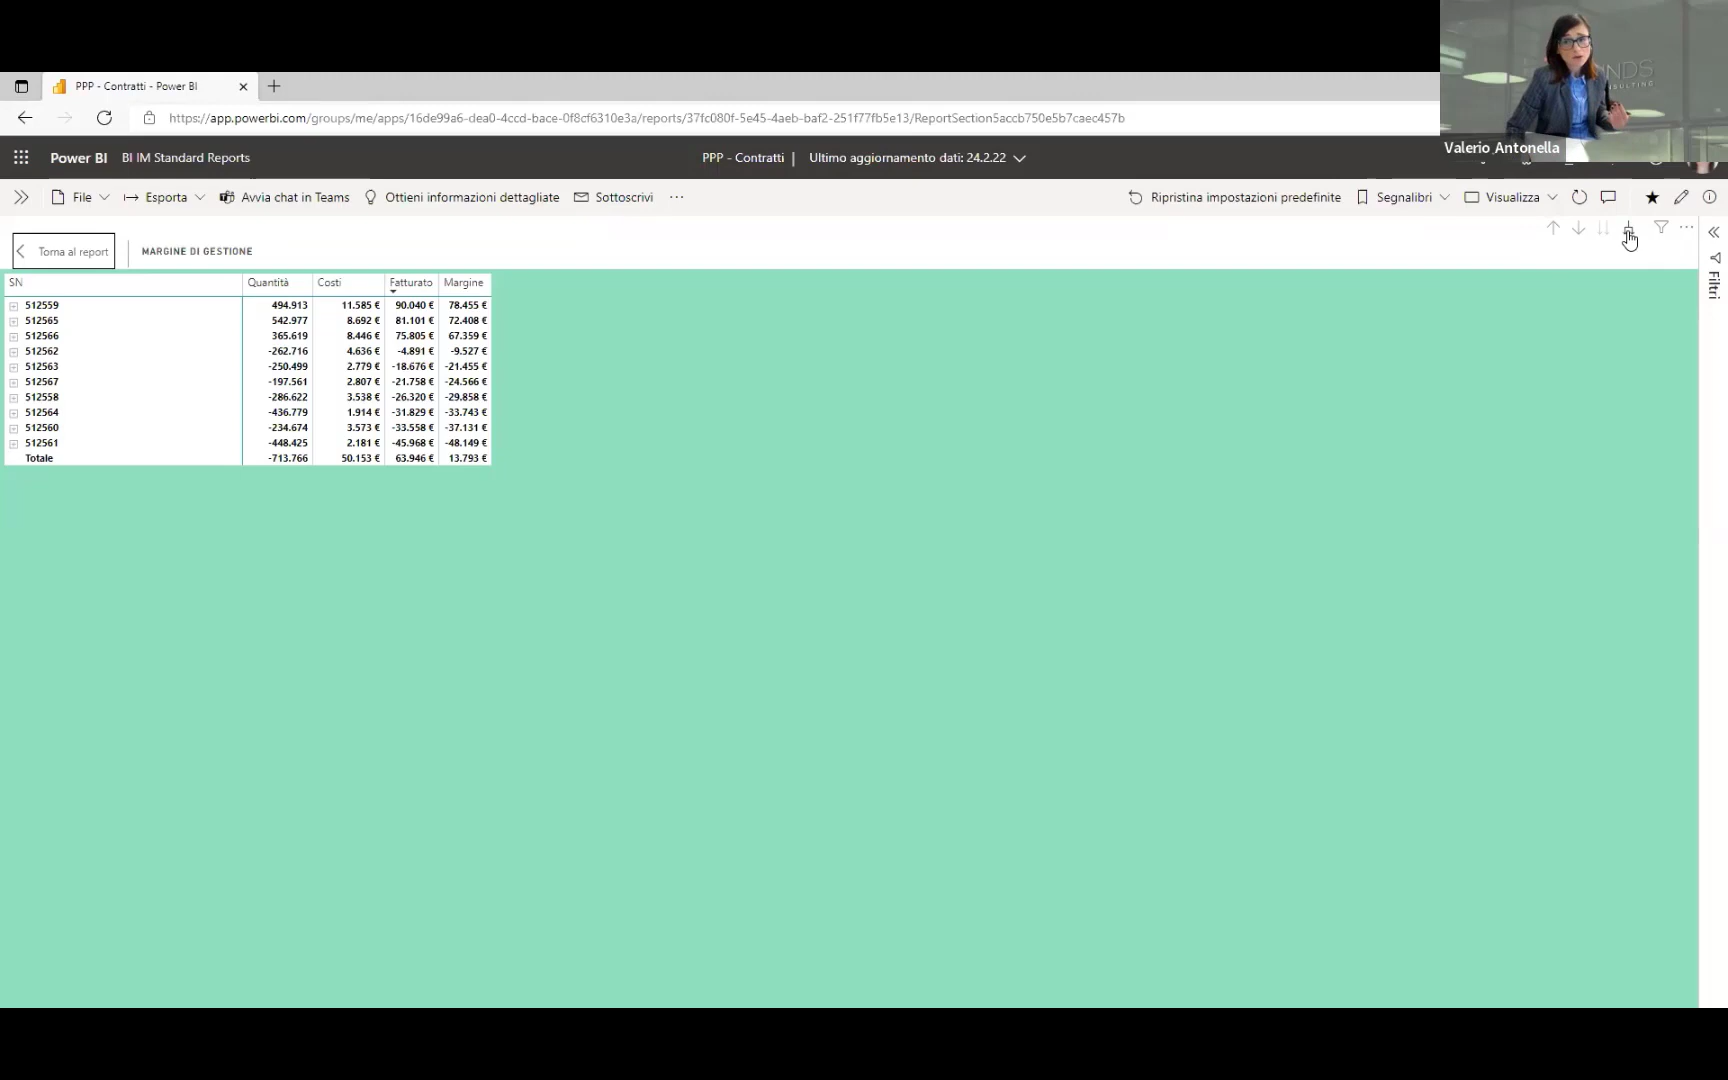 PPP - Contratti - Power BI
https://app.powerbi.com/groups/me/apps/16de99a6-dea0-4ccd-bace-0f8cf6310e3a/reports/37fc080f-5e45-4aeb-baf2-251f77fb5e13/ReportSection5accb750e5b7caec457b
NDS
Valerio Antonella
Power BI BI IM Standard Reports PPP - Contratti | Ultimo aggiornamento dati: 24.2.22
File Esporta Avvia chat in Teams Ottieni informazioni dettagliate Sottoscrivi ··· Ripristina impostazioni predefinite Segnalibri Visualizza
Torna al report MARGINE DI GESTIONE
Filtri
SN Quantità Costi Fatturato Margine
512559 494.913 11.585 € 90.040 € 78.455 €
512565 542.977 8.692 € 81.101 € 72.408 €
512566 365.619 8.446 € 75.805 € 67.359 €
512562 -262.716 4.636 € -4.891 € -9.527 €
512563 -250.499 2.779 € -18.676 € -21.455 €
512567 -197.561 2.807 € -21.758 € -24.566 €
512558 -286.622 3.538 € -26.320 € -29.858 €
512564 -436.779 1.914 € -31.829 € -33.743 €
512560 -234.674 3.573 € -33.558 € -37.131 €
512561 -448.425 2.181 € -45.968 € -48.149 €
Totale -713.766 50.153 € 63.946 € 13.793 €